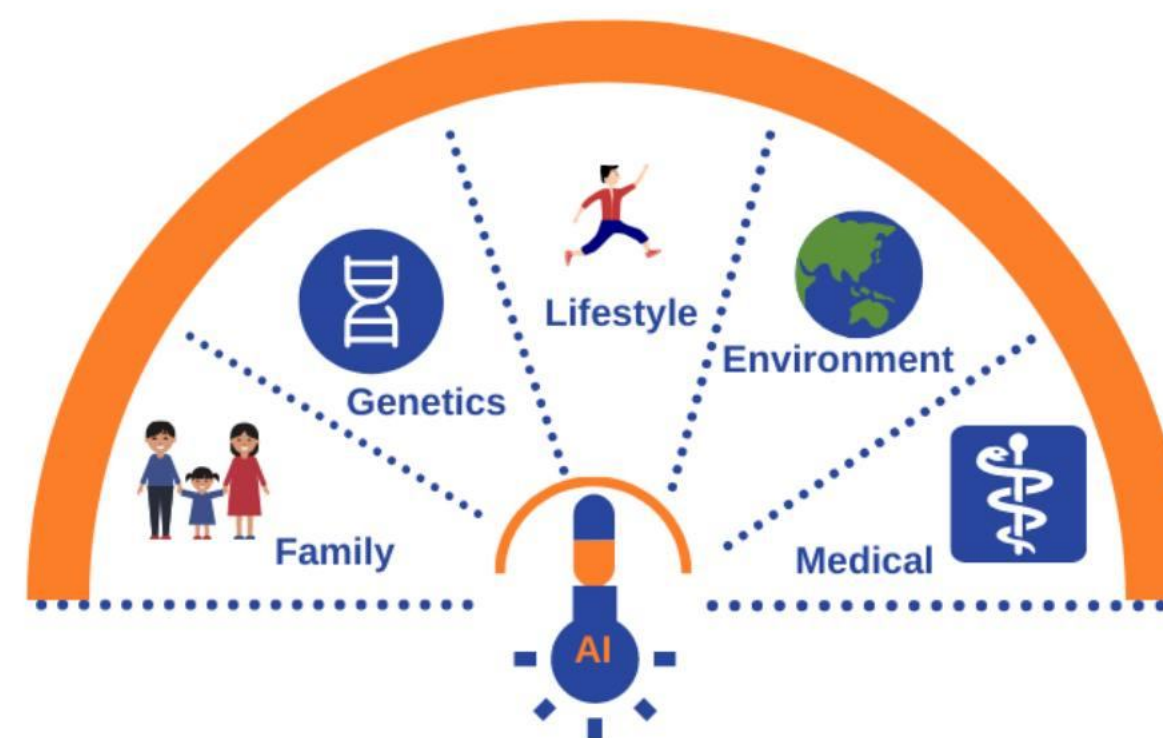 Lifestyle
Environment
Genetics
Family
Medical
AI